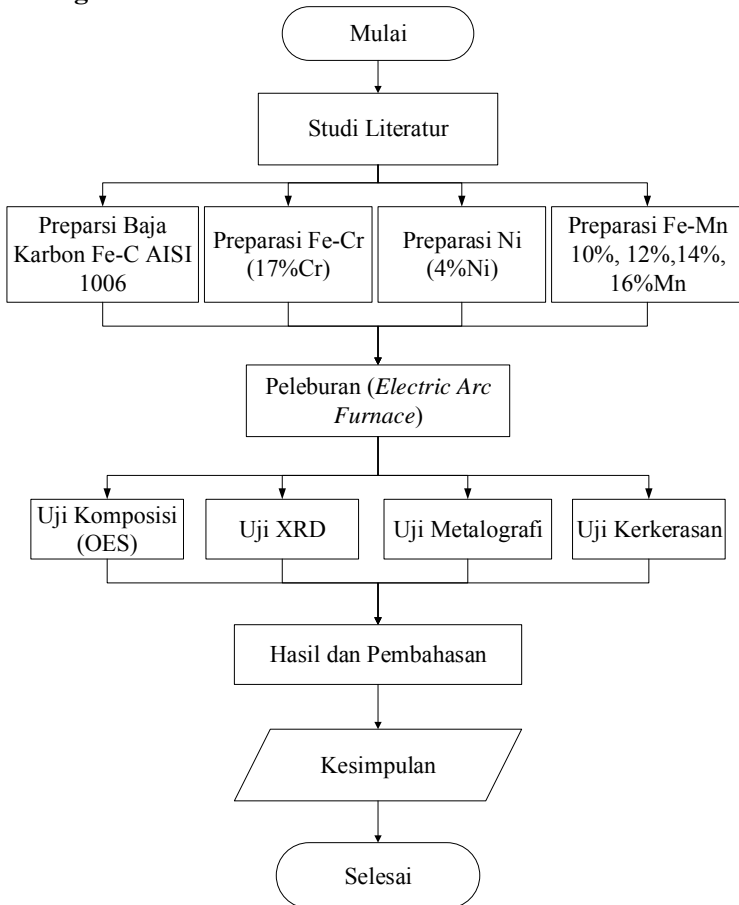 Mulai
Studi Literatur
Preparsi Baja
Karbon Fe-C AISI
1006
Preparasi Fe-Cr
(17%Cr)
Preparasi Ni
(4%Ni)
Preparasi Fe-Mn
10%, 12%,14%,
16%Mn
Peleburan (Electric Arc
Furnace)
Uji Komposisi
(OES)
Uji XRD
Uji Metalografi
Uji Kerkerasan
Hasil dan Pembahasan
Kesimpulan
Selesai